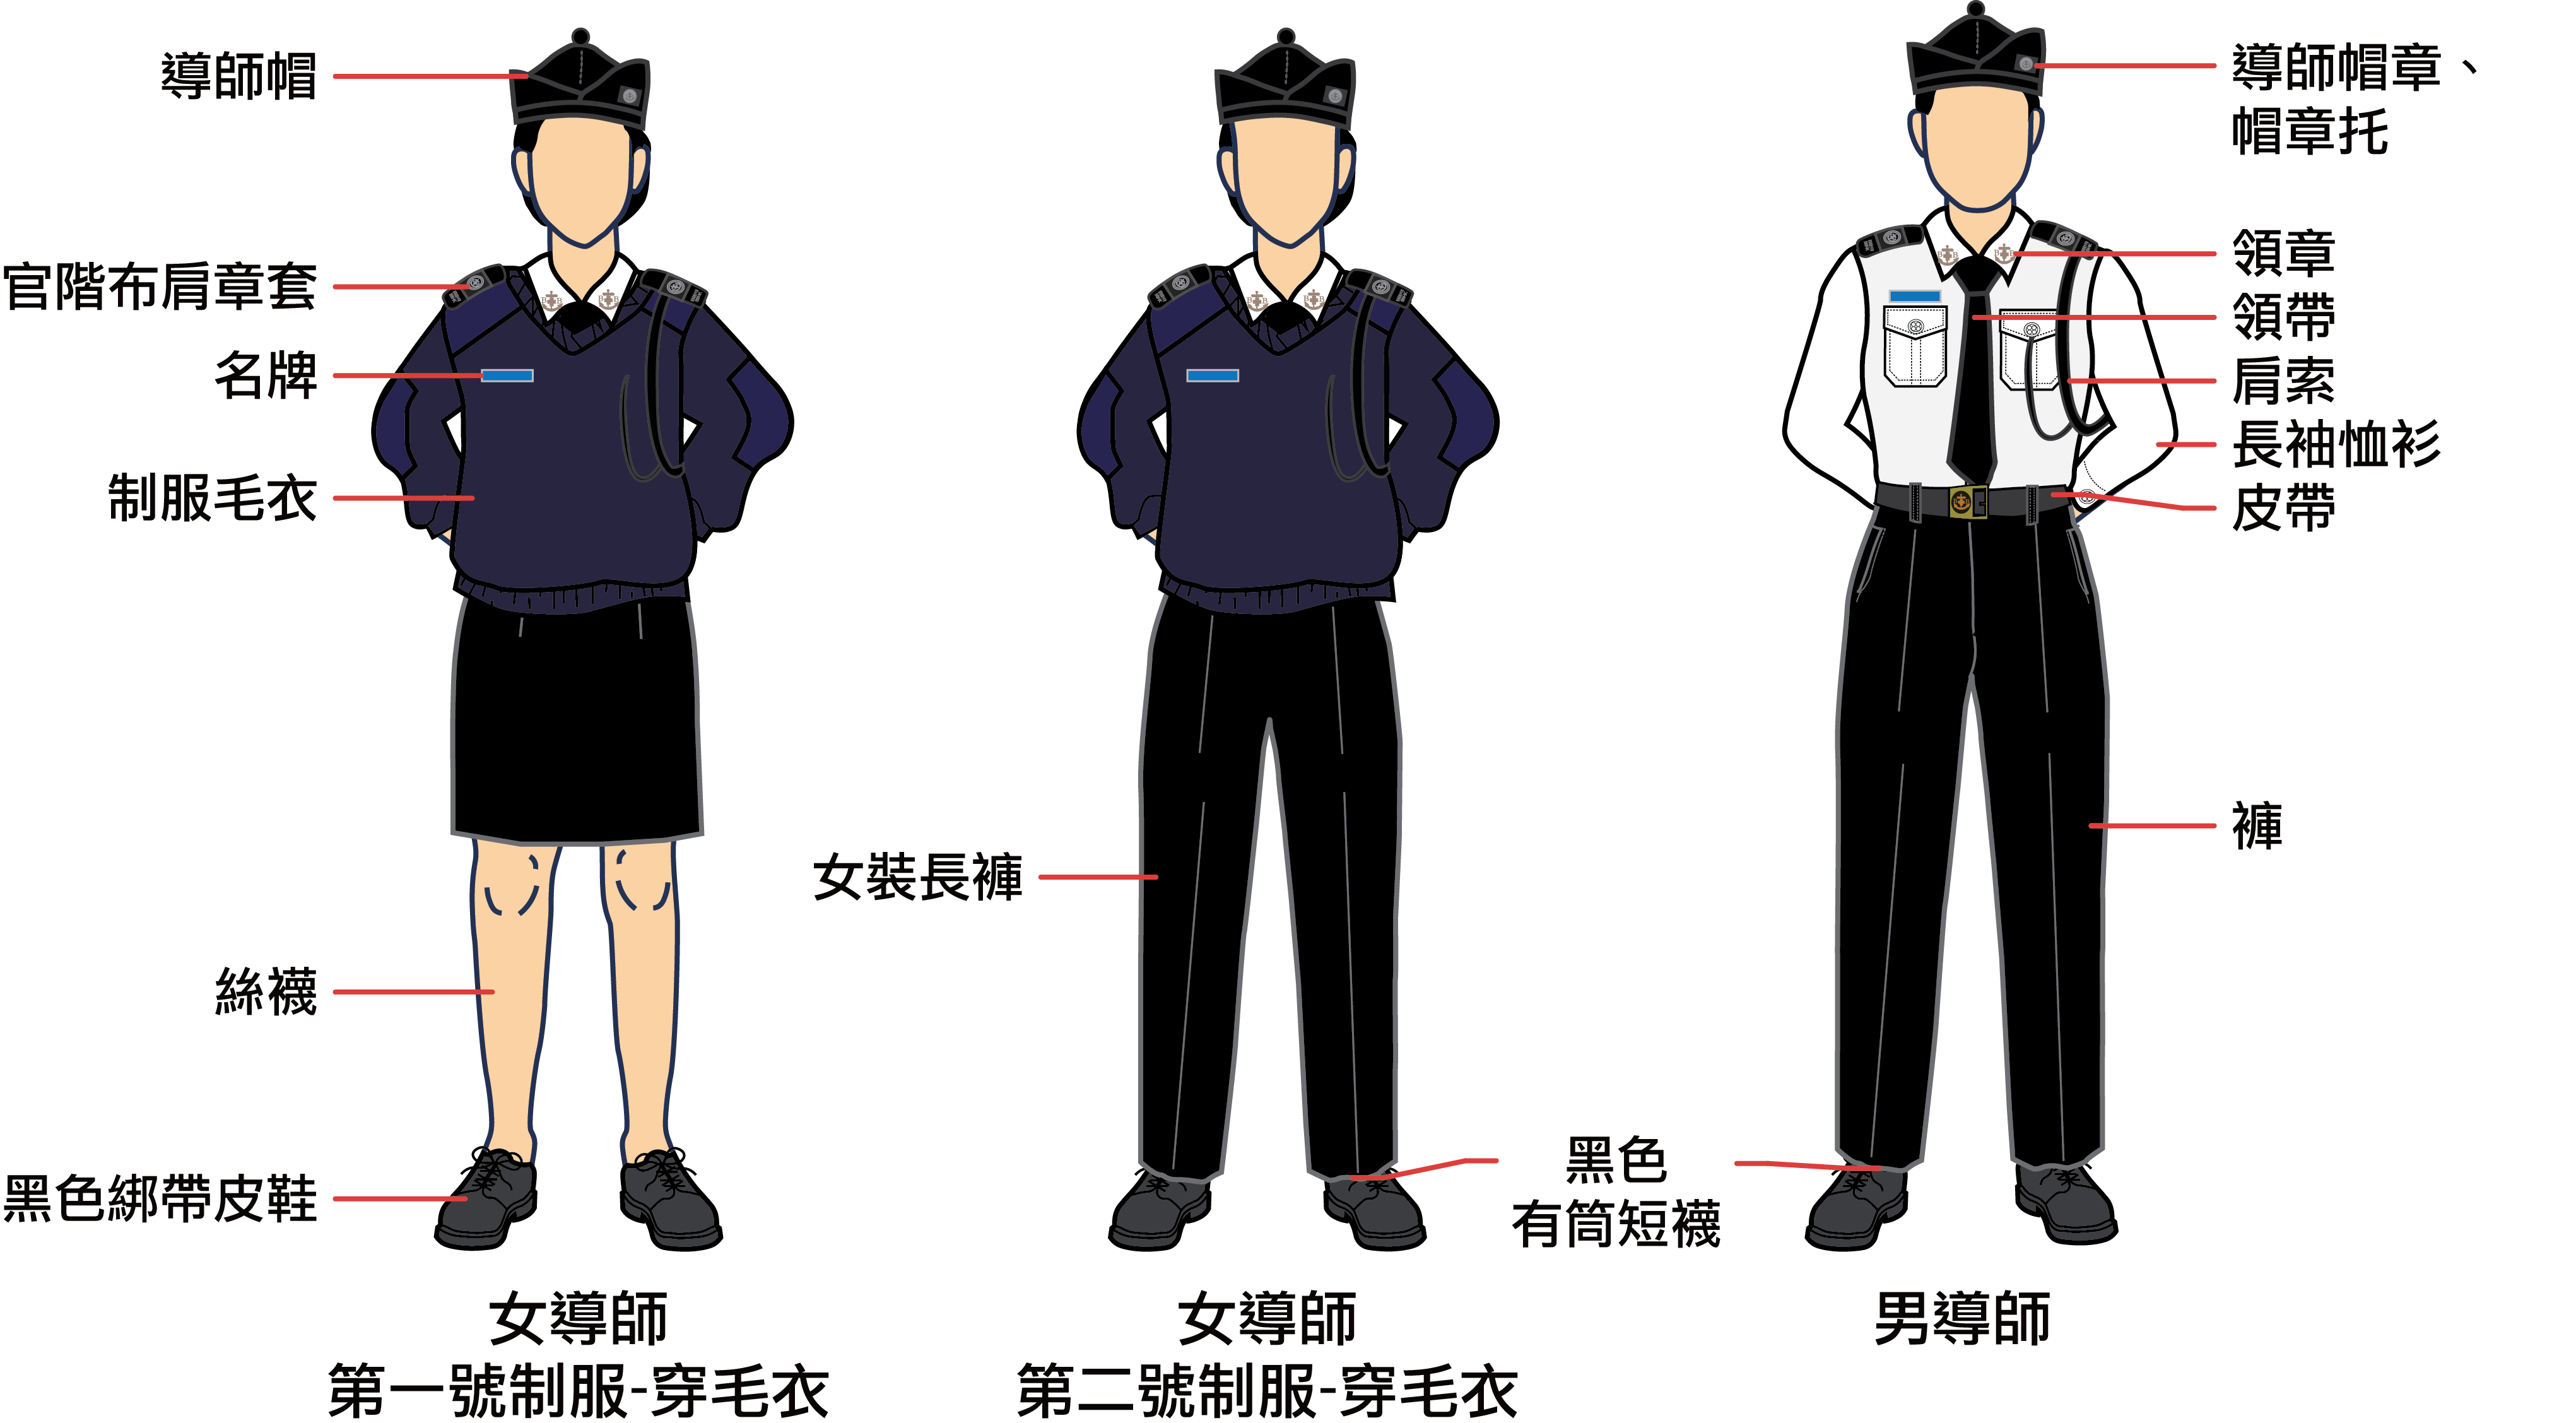 導師帽
官階布肩章套
名牌
制服毛衣
絲襪
黑色綁帶皮鞋
女導師
第一號制服-穿毛衣
女裝長褲
女導師
第二號制服-穿毛衣
黑色
有筒短襪
導師帽章、
帽章托
領章
領帶
肩索
長袖恤衫
皮帶
褲
男導師